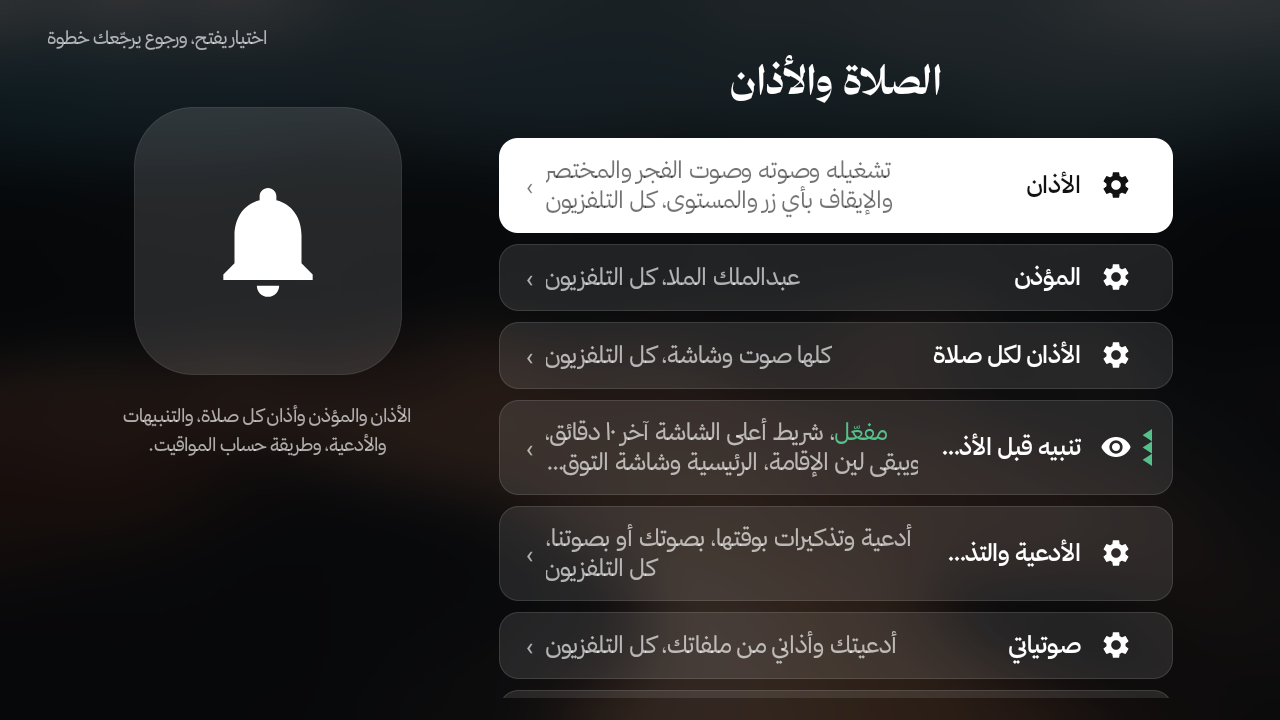 اختيار يفتح، ورجوع يرجّعك خطوة
الصلاة والأذان
الأذان
تشغيله وصوته وصوت الفجر والمختصر
والإيقاف بأي زر والمستوى، كل التلفزيون
المؤذن
عبدالملك الملا، كل التلفزيون
الأذان لكل صلاة
كلها صوت وشاشة، كل التلفزيون
تنبيه قبل الأذ...
مفعّل، شريط أعلى الشاشة آخر ١٠ دقائق،
ويبقى لين الإقامة، الرئيسية وشاشة التوق...
الأدعية والتذ...
أدعية وتذكيرات بوقتها، بصوتك أو بصوتنا،
كل التلفزيون
صوتياتي
أدعيتك وأذاني من ملفاتك، كل التلفزيون
الأذان والمؤذن وأذان كل صلاة، والتنبيهات
والأدعية، وطريقة حساب المواقيت.